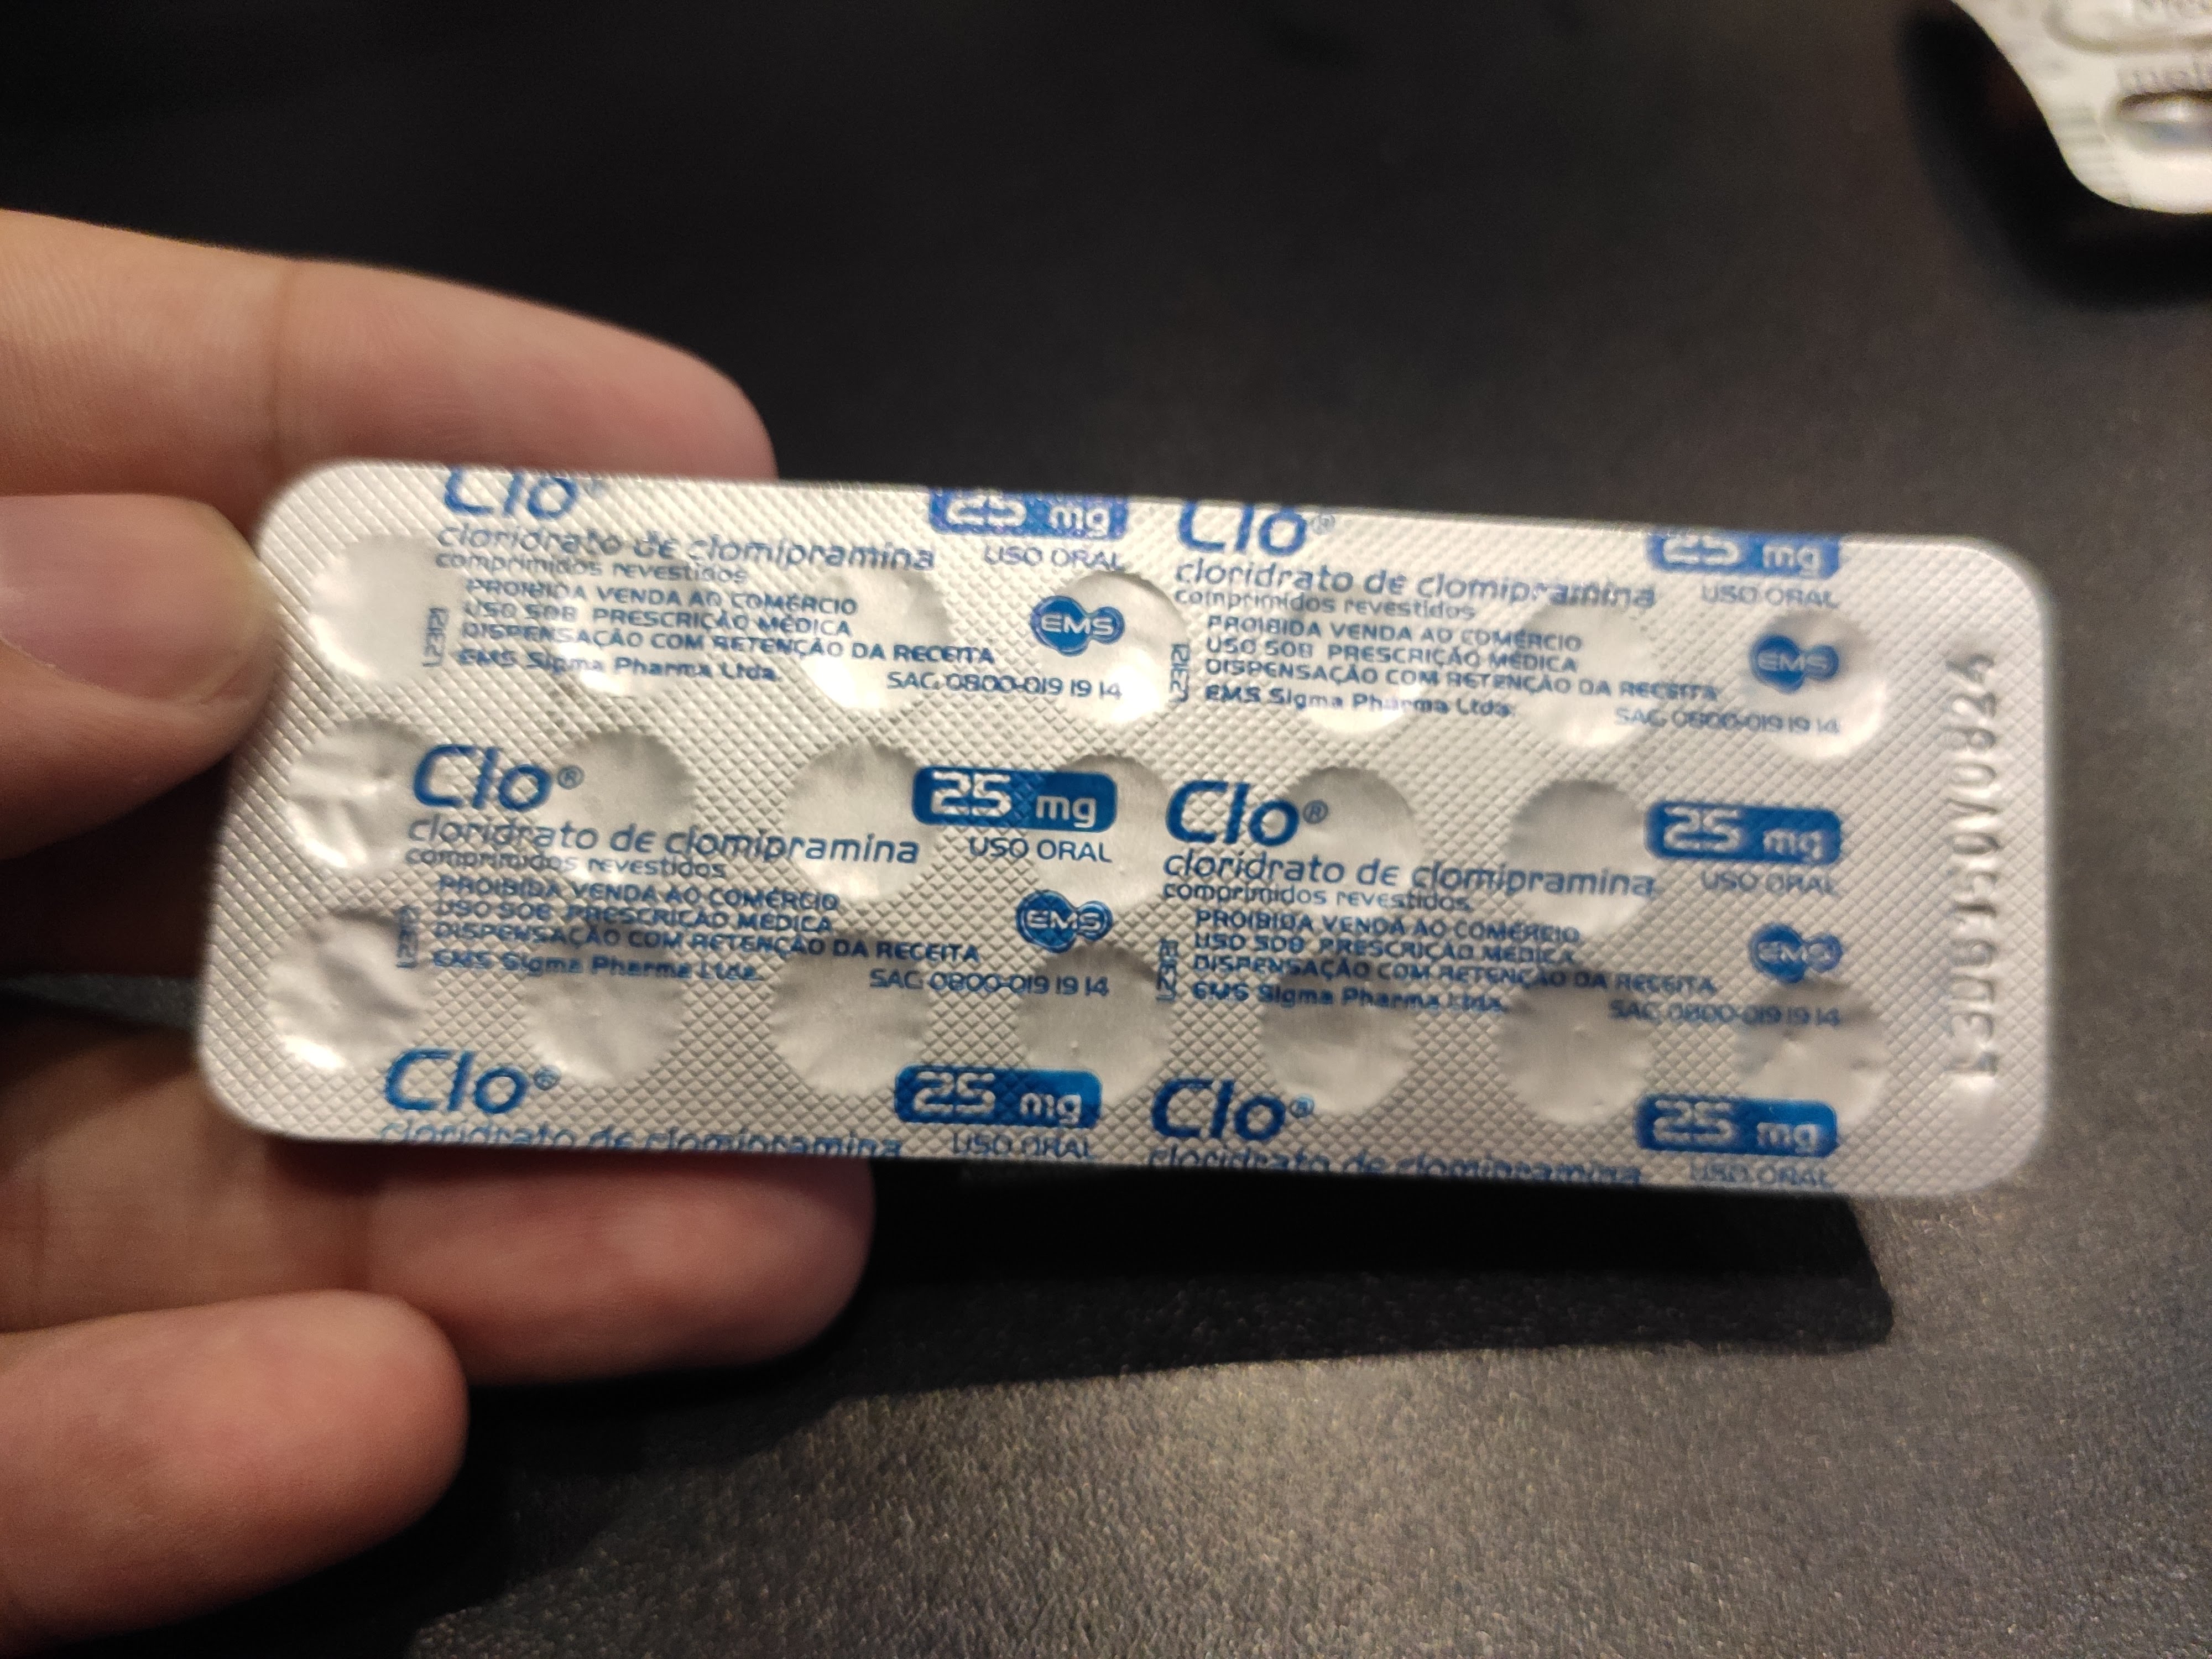 Clo®
25 mg
cloridrato de clomipramina
USO ORAL
comprimidos revestidos
PROIBIDA VENDA AO COMÉRCIO
USO SOB PRESCRIÇÃO MÉDICA
DISPENSAÇÃO COM RETENÇÃO DA RECEITA
EMS
EMS Sigma Pharma Ltda.
SAC 0800-019 19 14
Clo®
25 mg
cloridrato de clomipramina
USO ORAL
comprimidos revestidos
PROIBIDA VENDA AO COMÉRCIO
USO SOB PRESCRIÇÃO MÉDICA
DISPENSAÇÃO COM RETENÇÃO DA RECEITA
EMS
EMS Sigma Pharma Ltda.
SAC 0800-019 19 14
Clo®
25 mg
cloridrato de clomipramina
USO ORAL
comprimidos revestidos
PROIBIDA VENDA AO COMÉRCIO
USO SOB PRESCRIÇÃO MÉDICA
DISPENSAÇÃO COM RETENÇÃO DA RECEITA
EMS
EMS Sigma Pharma Ltda.
SAC 0800-019 19 14
Clo®
25 mg
cloridrato de clomipramina
USO ORAL
comprimidos revestidos
PROIBIDA VENDA AO COMÉRCIO
USO SOB PRESCRIÇÃO MÉDICA
DISPENSAÇÃO COM RETENÇÃO DA RECEITA
EMS
EMS Sigma Pharma Ltda.
SAC 0800-019 19 14
Clo®
25 mg
cloridrato de clomipramina
USO ORAL
Clo®
25 mg
cloridrato de clomipramina
USO ORAL